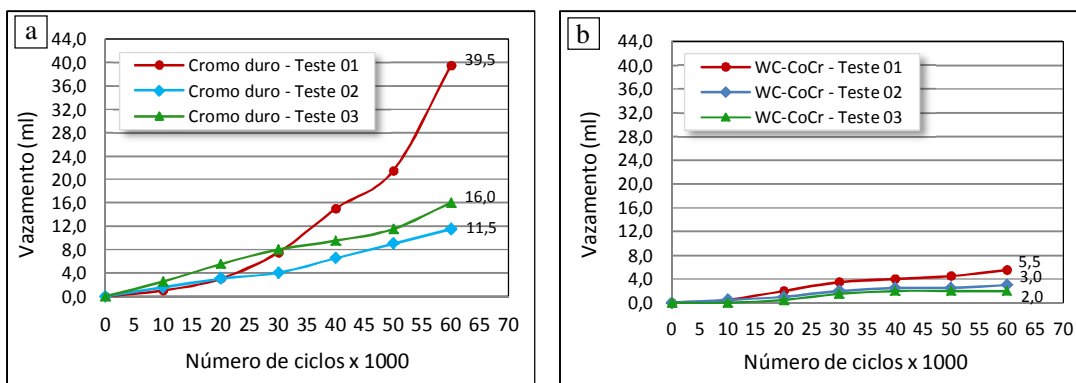 a
44,0
40,0
36,0
32,0
28,0
24,0
20,0
16,0
12,0
8,0
4,0
0,0
Vazamento (ml)
Cromo duro - Teste 01
Cromo duro - Teste 02
Cromo duro - Teste 03
39,5
16,0
11,5
0 5 10 15 20 25 30 35 40 45 50 55 60 65 70
Número de ciclos x 1000
b
44,0
40,0
36,0
32,0
28,0
24,0
20,0
16,0
12,0
8,0
4,0
0,0
Vazamento (ml)
WC-CoCr - Teste 01
WC-CoCr - Teste 02
WC-CoCr - Teste 03
5,5
3,0
2,0
0 5 10 15 20 25 30 35 40 45 50 55 60 65 70
Número de ciclos x 1000